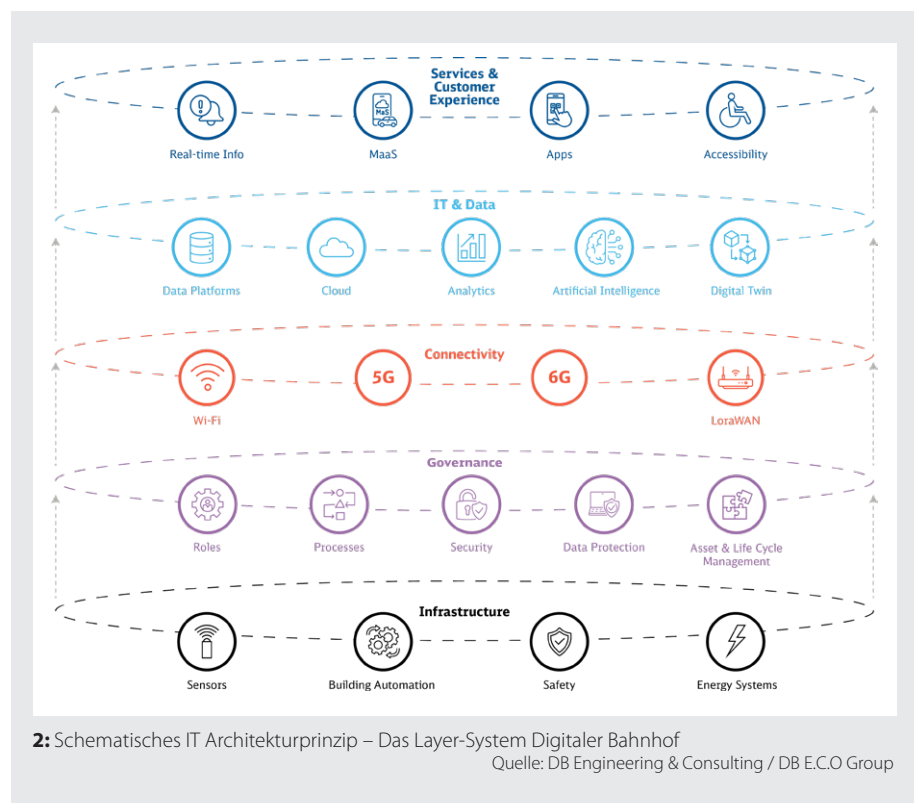 Services &
Customer
Experience
MaS
Real-time Info
MaaS
Apps
Accessibility
IT & Data
Data Platforms
Cloud
Analytics
Artificial Intelligence
Digital Twin
Connectivity
5G
6G
Wi-Fi
LoraWAN
Governance
Roles
Processes
Security
Data Protection
Asset & Life Cycle
Management
Infrastructure
Sensors
Building Automation
Safety
Energy Systems
2: Schematisches IT Architekturprinzip – Das Layer-System Digitaler Bahnhof
Quelle: DB Engineering & Consulting / DB E.C.O Group